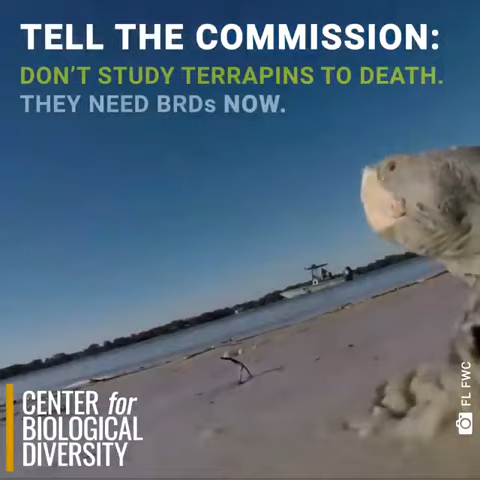 TELL THE COMMISSION:
DON'T STUDY TERRAPINS TO DEATH.
THEY NEED BRDs NOW.
FL FWC
CENTER for
BIOLOGICAL
DIVERSITY